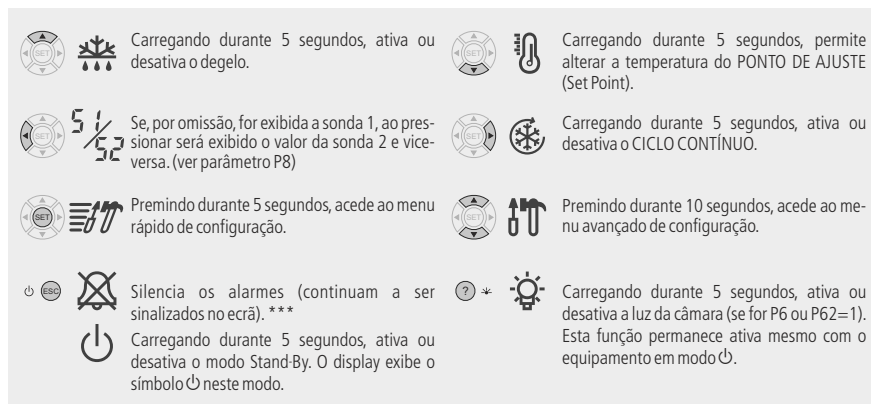 SET
Carregando durante 5 segundos, ativa ou
desativa o degelo.
SET
Carregando durante 5 segundos, permite
alterar a temperatura do PONTO DE AJUSTE
(Set Point).
SET
S1/S2
Se, por omissão, for exibida a sonda 1, ao pres-
sionar será exibido o valor da sonda 2 e vice-
versa. (ver parâmetro P8)
SET
Carregando durante 5 segundos, ativa ou
desativa o CICLO CONTÍNUO.
SET
Premindo durante 5 segundos, acede ao menu
rápido de configuração.
SET
Premindo durante 10 segundos, acede ao me-
nu avançado de configuração.
ESC
Silencia os alarmes (continuam a ser
sinalizados no ecrã). ***
Carregando durante 5 segundos, ativa ou
desativa o modo Stand-By. O display exibe o
símbolo ⏻ neste modo.
?
Carregando durante 5 segundos, ativa ou
desativa a luz da câmara (se for P6 ou P62=1).
Esta função permanece ativa mesmo com o
equipamento em modo ⏻.